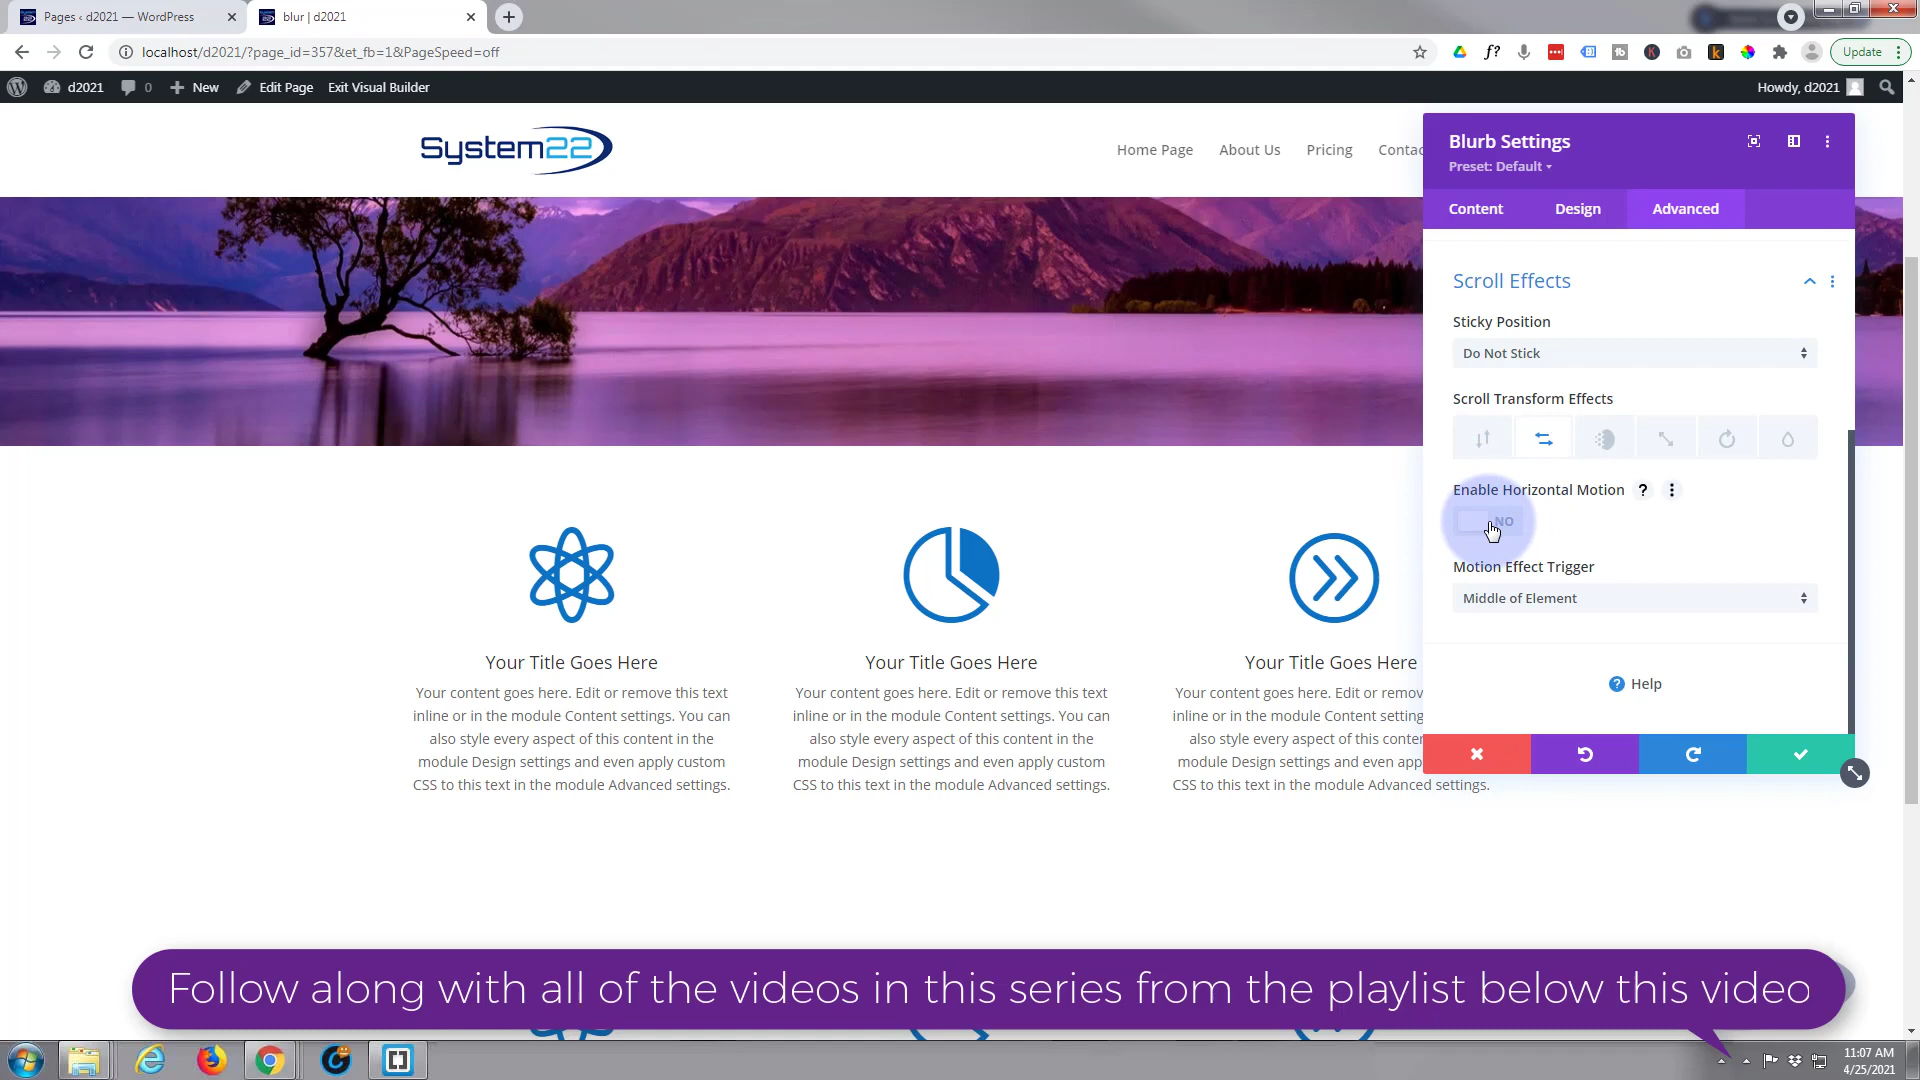 Pages ‹ d2021 — WordPress
blur | d2021
localhost/d2021/?page_id=357&et_fb=1&PageSpeed=off
f?
Update
d2021
0
New
Edit Page
Exit Visual Builder
Howdy, d2021
System22
Home Page
About Us
Pricing
Contac
Blurb Settings
Preset: Default
Content
Design
Advanced
Scroll Effects
Sticky Position
Do Not Stick
Scroll Transform Effects
Enable Horizontal Motion ?
NO
Motion Effect Trigger
Middle of Element
? Help
Your Title Goes Here
Your content goes here. Edit or remove this text
inline or in the module Content settings. You can
also style every aspect of this content in the
module Design settings and even apply custom
CSS to this text in the module Advanced settings.
Your Title Goes Here
Your content goes here. Edit or remove this text
inline or in the module Content settings. You can
also style every aspect of this content in the
module Design settings and even apply custom
CSS to this text in the module Advanced settings.
Your Title Goes Here
Your content goes here. Edit or remov
inline or in the module Content setting
also style every aspect of this conte
module Design settings and even ap
CSS to this text in the module Advanced settings.
Follow along with all of the videos in this series from the playlist below this video
11:07 AM
4/25/2021